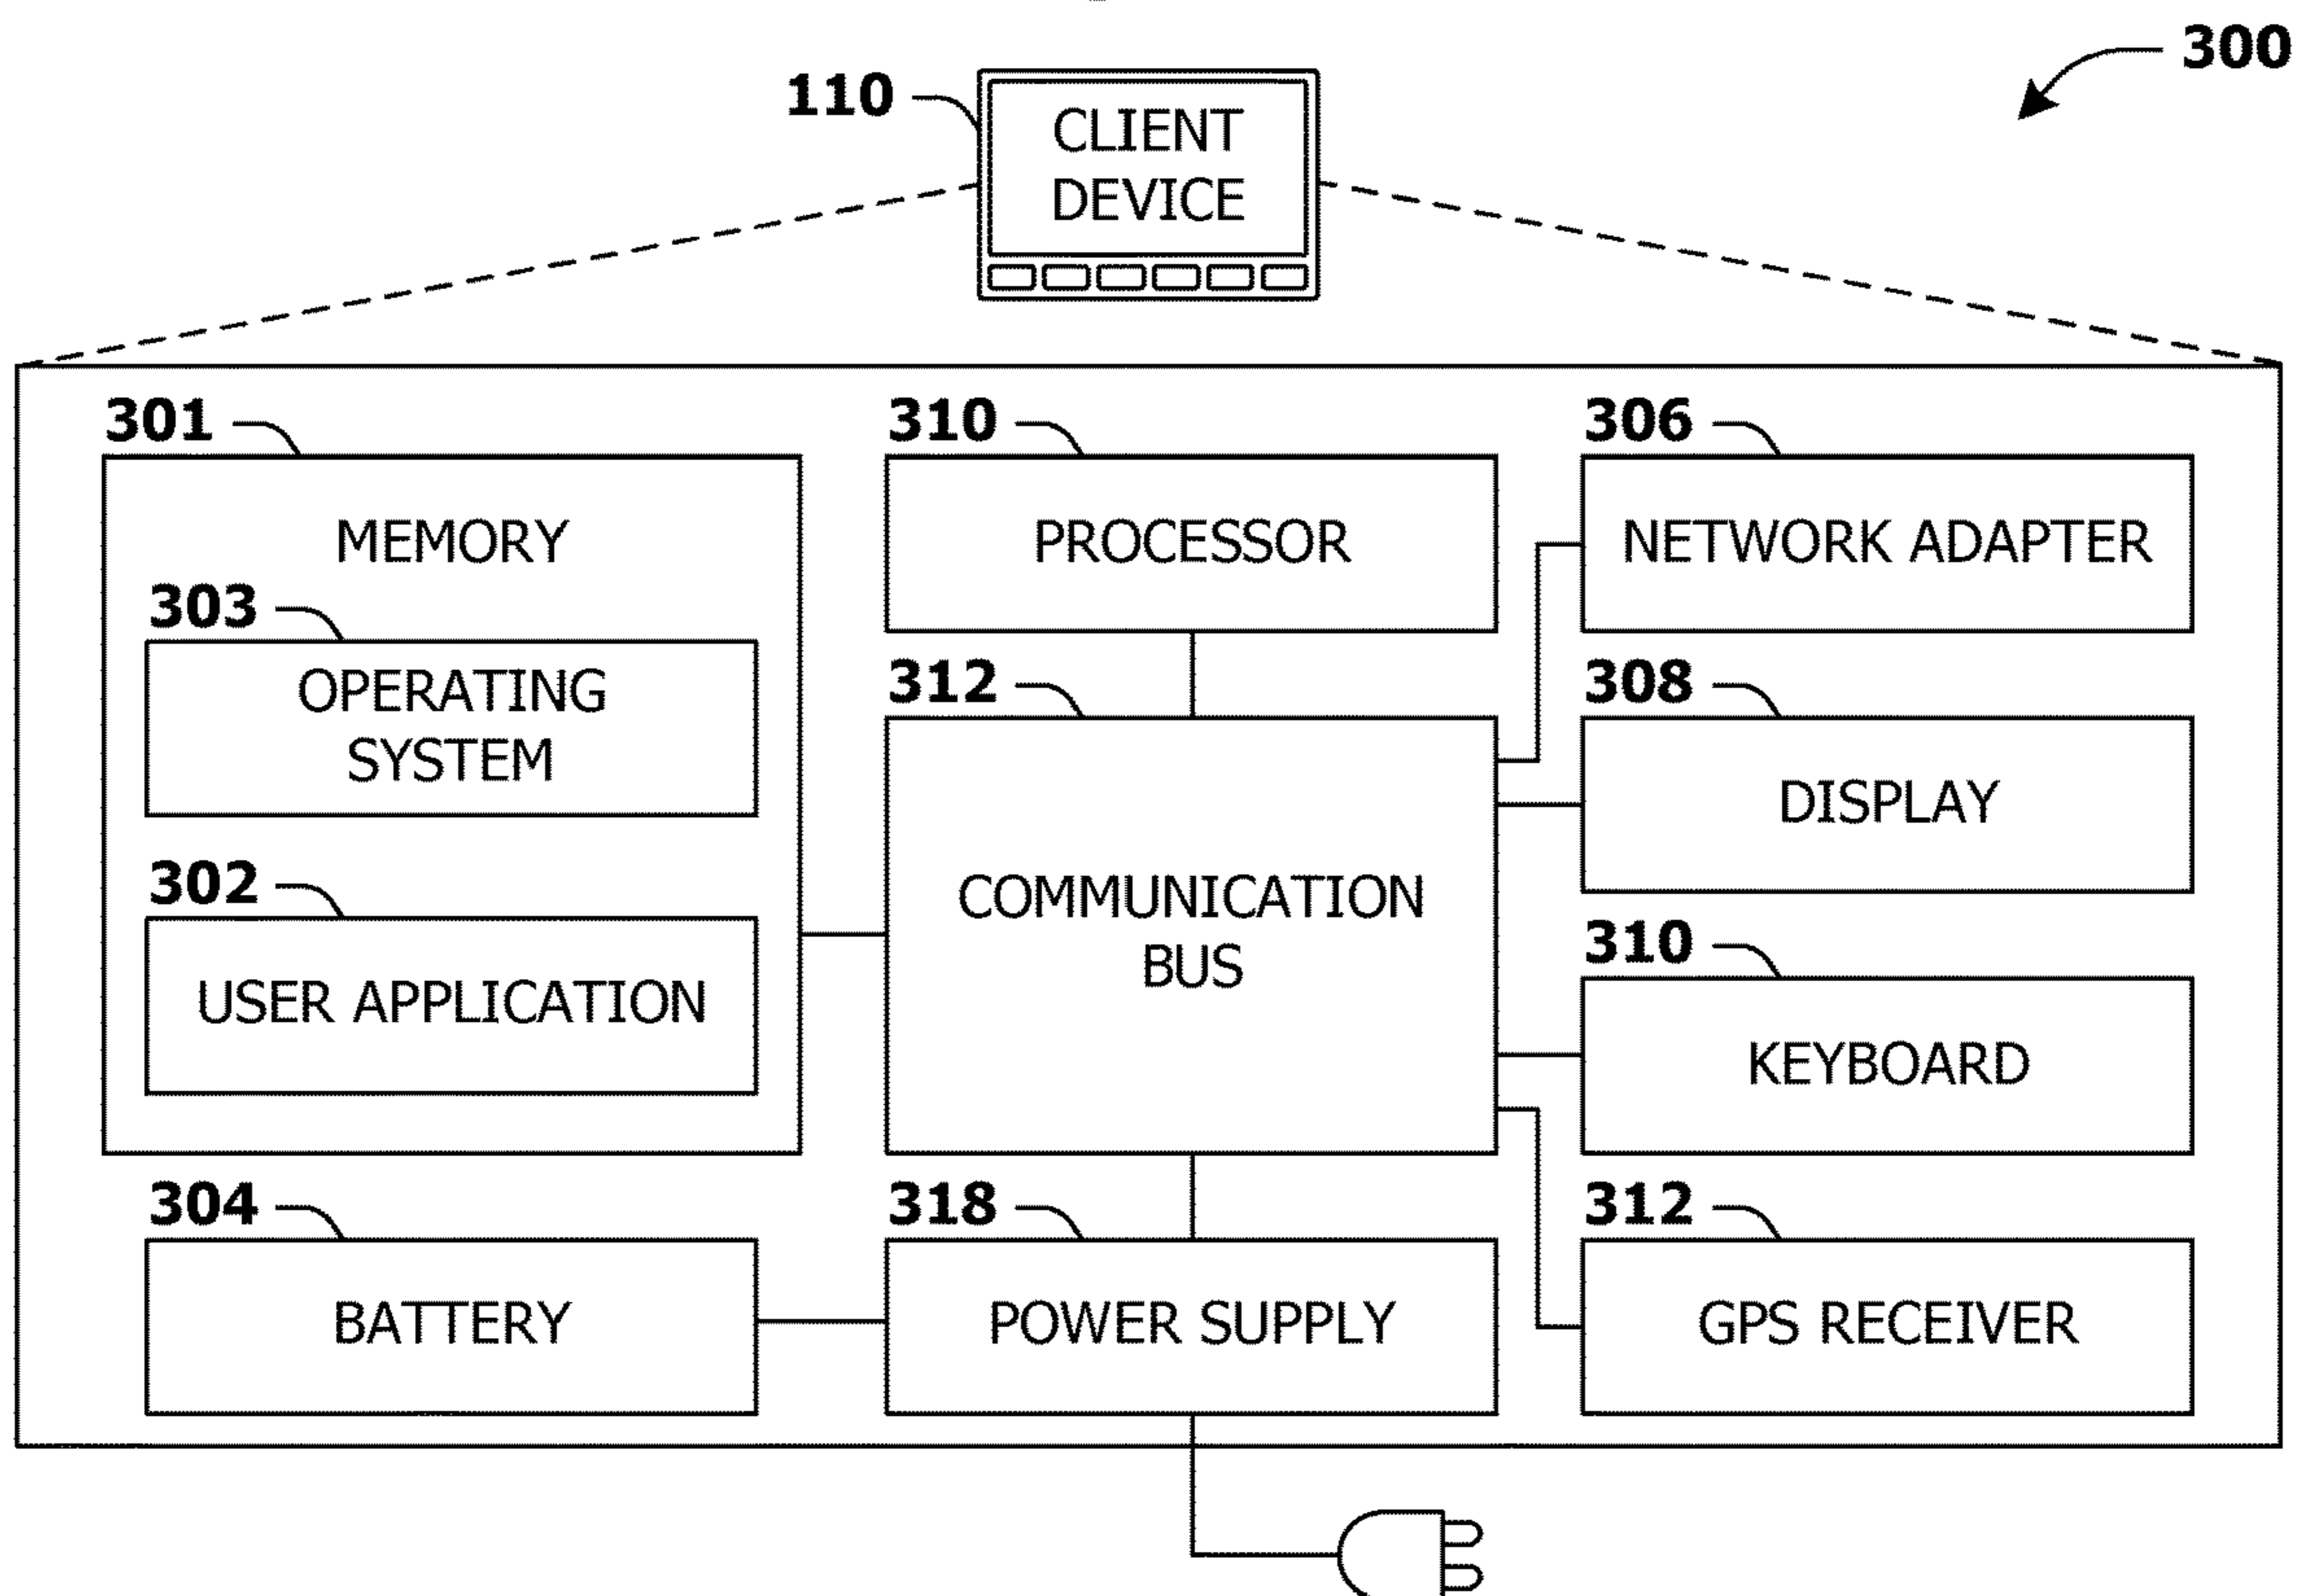 300
110
CLIENT
DEVICE
301
310
306
MEMORY
PROCESSOR
NETWORK ADAPTER
303
312
308
OPERATING
SYSTEM
DISPLAY
302
COMMUNICATION
BUS
310
USER APPLICATION
KEYBOARD
304
318
312
BATTERY
POWER SUPPLY
GPS RECEIVER